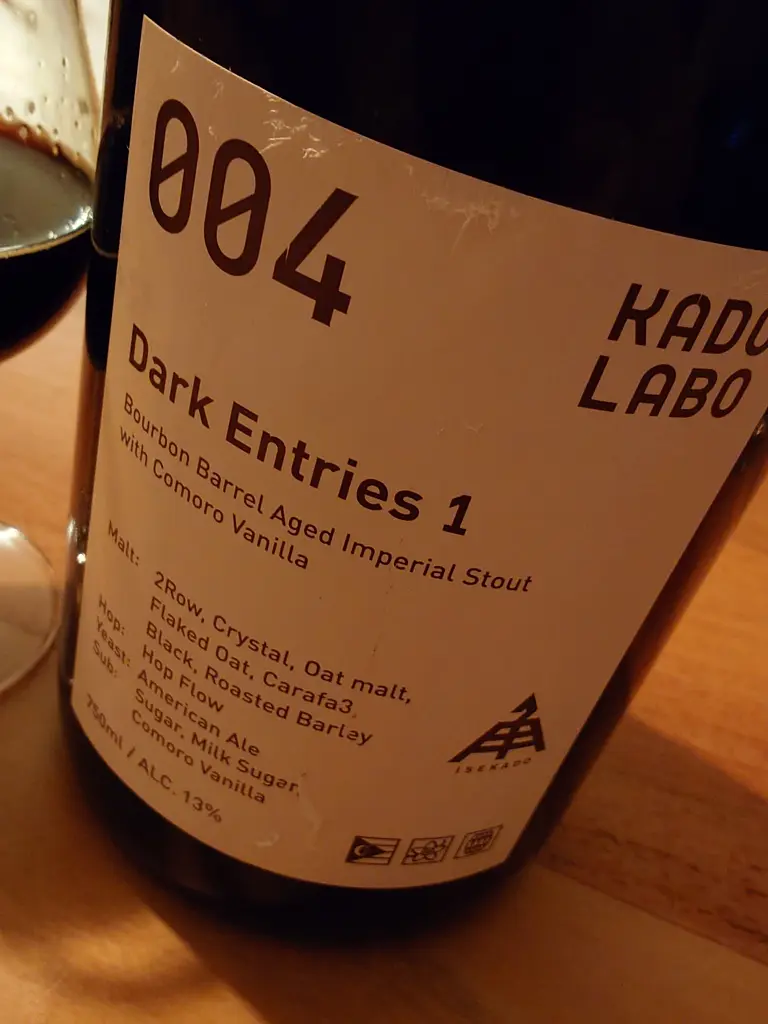 004
KADO
LABO
Dark Entries 1
Bourbon Barrel Aged Imperial Stout
with Comoro Vanilla
Malt: 2Row, Crystal, Oat malt,
Flaked Oat, Carafa3
Black, Roasted Barley
Hop: Hop Flow
Yeast: American Ale
Sub: Sugar, Milk Sugar,
Comoro Vanilla
750ml / ALC. 13%
ISEKADO